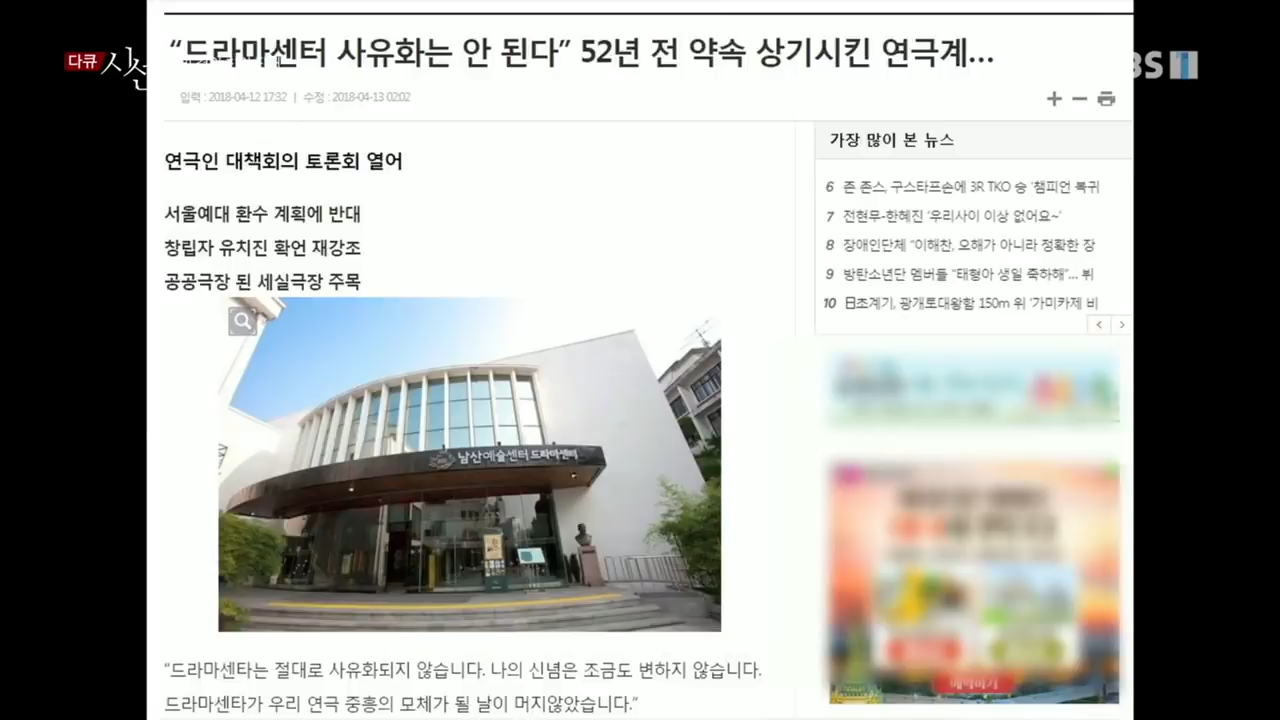 다큐 시선
BS 1
“드라마센터 사유화는 안 된다” 52년 전 약속 상기시킨 연극계...
입력 : 2018-04-12 17:32 | 수정 : 2018-04-13 02:02
연극인 대책회의 토론회 열어
서울예대 환수 계획에 반대
창립자 유치진 확언 재강조
공공극장 된 세실극장 주목
남산예술센터 드라마센터
“드라마센타는 절대로 사유화되지 않습니다. 나의 신념은 조금도 변하지 않습니다.
드라마센타가 우리 연극 중흥의 모체가 될 날이 머지않았습니다.”
가장 많이 본 뉴스
6 존 존스, 구스타프손에 3R TKO 승 ‘챔피언 복귀
7 전현무-한혜진 ‘우리사이 이상 없어요~’
8 장애인단체 “이해찬, 오해가 아니라 정확한 장
9 방탄소년단 멤버들 “태형아 생일 축하해”... 뷔
10 日초계기, 광개토대왕함 150m 위 ‘가미카제 비